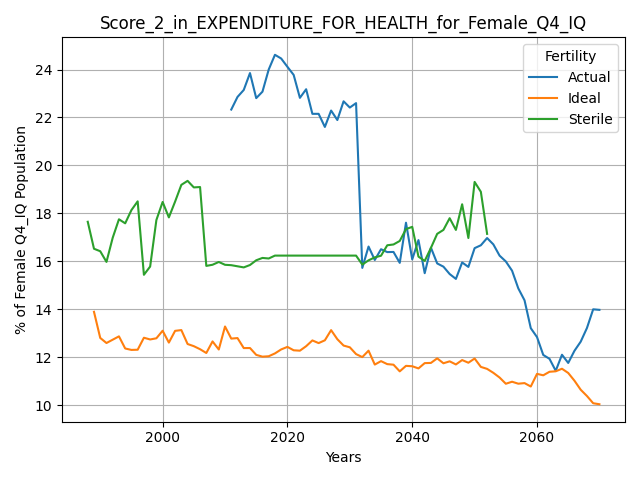 Score_2_in_EXPENDITURE_FOR_HEALTH_for_Female_Q4_IQ
Fertility
Actual
Ideal
Sterile
% of Female Q4_IQ Population
24
22
20
18
16
14
12
10
2000
2020
2040
2060
Years